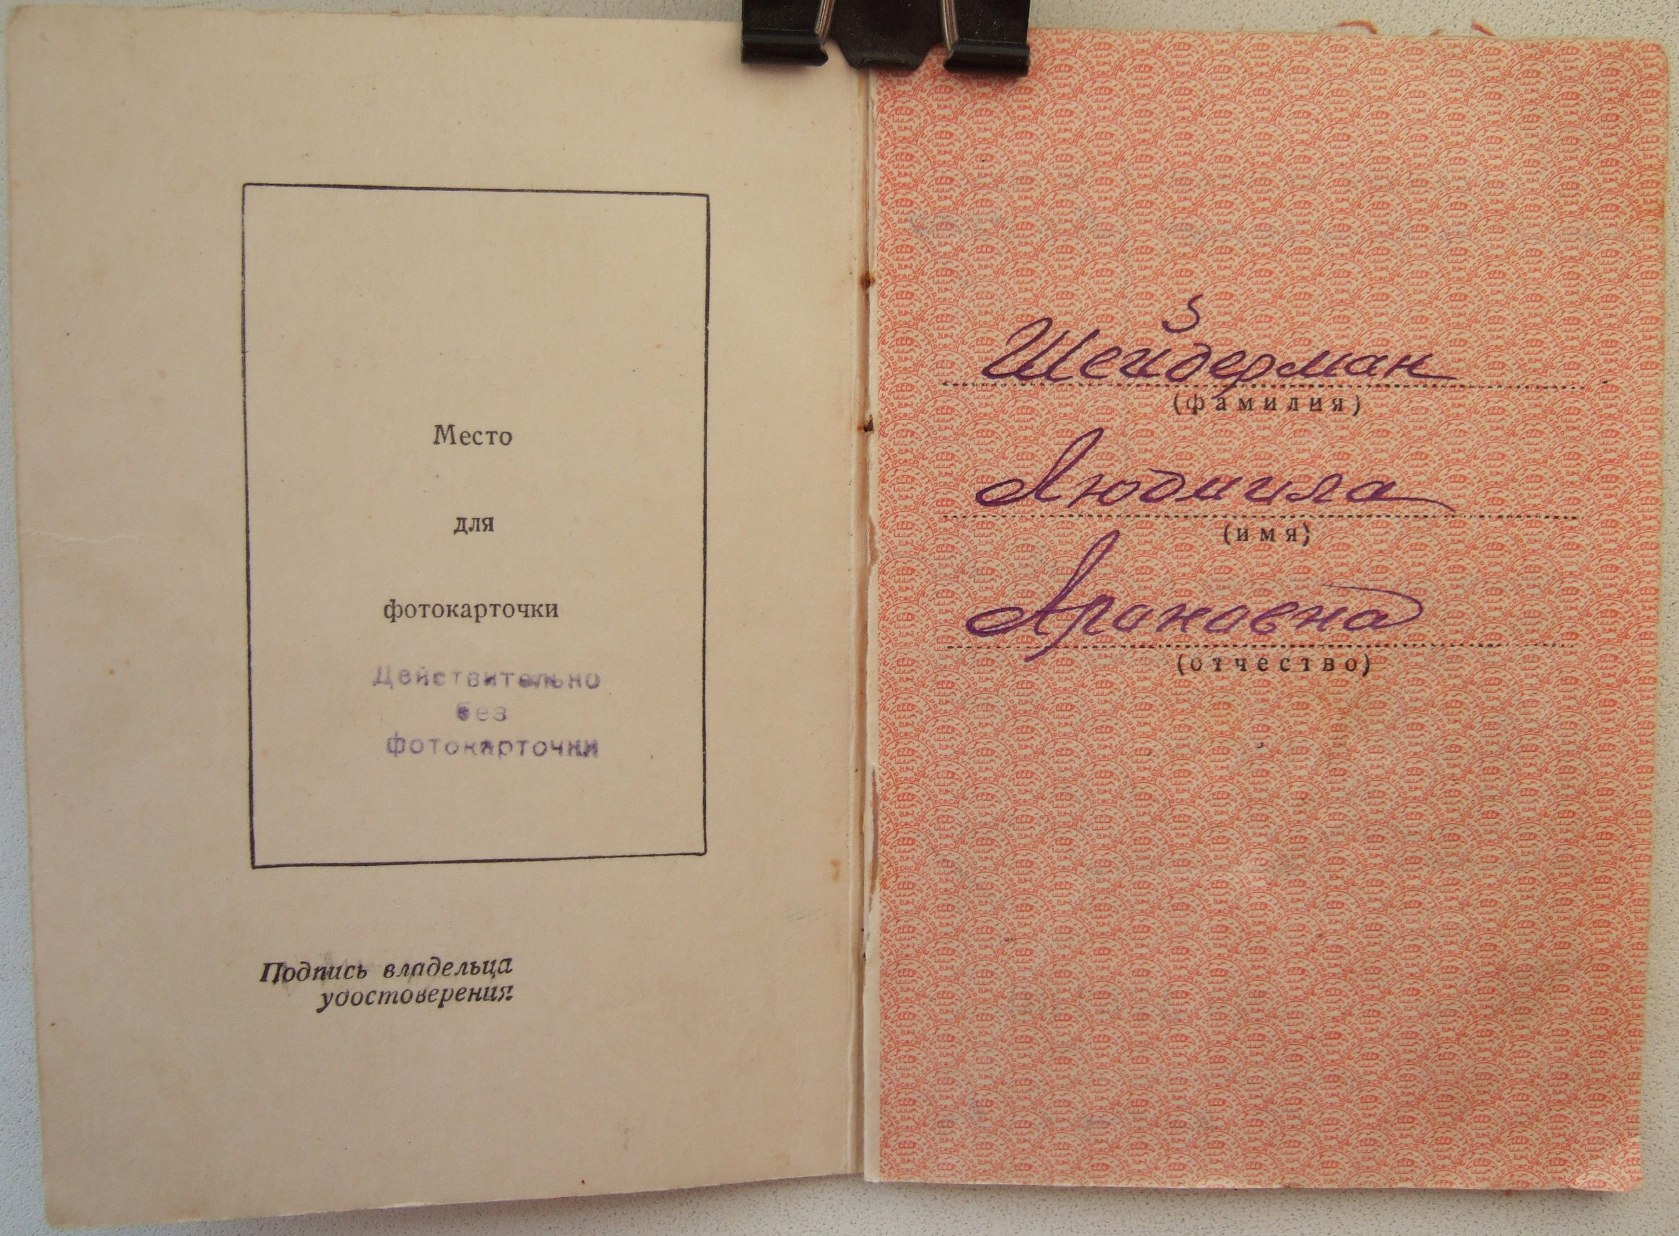 Место
для
фотокарточки
Действительно
без
фотокарточки
Подпись владельца
удостоверения
Шейдерман
(фамилия)
Людмила
(имя)
Ароновна
(отчество)